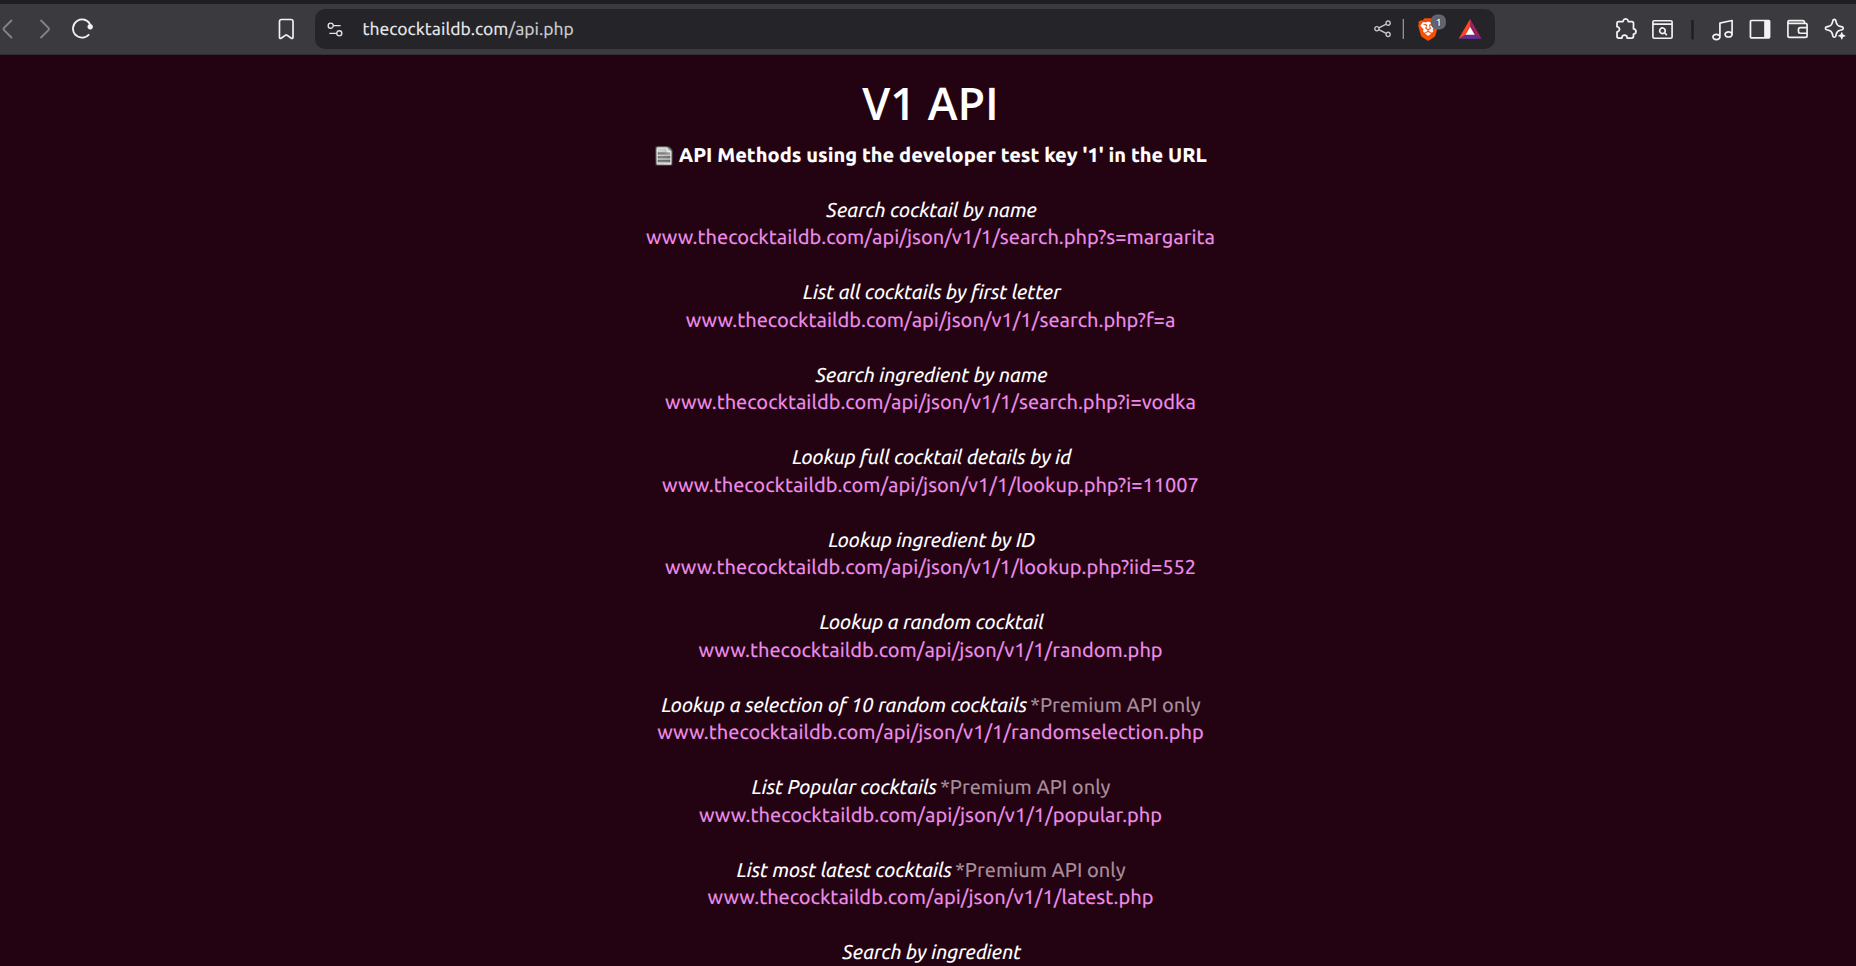 thecocktaildb.com/api.php
1
V1 API
API Methods using the developer test key '1' in the URL
Search cocktail by name
www.thecocktaildb.com/api/json/v1/1/search.php?s=margarita
List all cocktails by first letter
www.thecocktaildb.com/api/json/v1/1/search.php?f=a
Search ingredient by name
www.thecocktaildb.com/api/json/v1/1/search.php?i=vodka
Lookup full cocktail details by id
www.thecocktaildb.com/api/json/v1/1/lookup.php?i=11007
Lookup ingredient by ID
www.thecocktaildb.com/api/json/v1/1/lookup.php?iid=552
Lookup a random cocktail
www.thecocktaildb.com/api/json/v1/1/random.php
Lookup a selection of 10 random cocktails *Premium API only
www.thecocktaildb.com/api/json/v1/1/randomselection.php
List Popular cocktails *Premium API only
www.thecocktaildb.com/api/json/v1/1/popular.php
List most latest cocktails *Premium API only
www.thecocktaildb.com/api/json/v1/1/latest.php
Search by ingredient